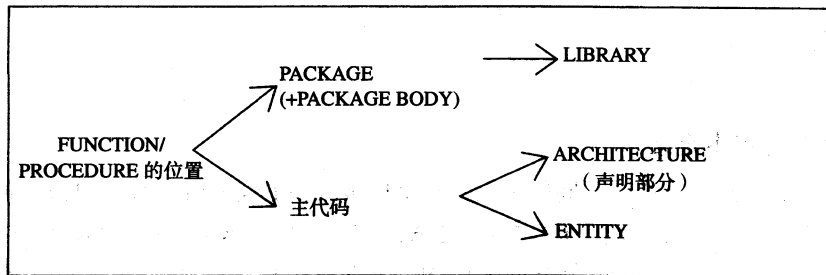 PACKAGE
(+PACKAGE BODY)
LIBRARY
FUNCTION/
PROCEDURE 的位置
主代码
ARCHITECTURE
（声明部分）
ENTITY